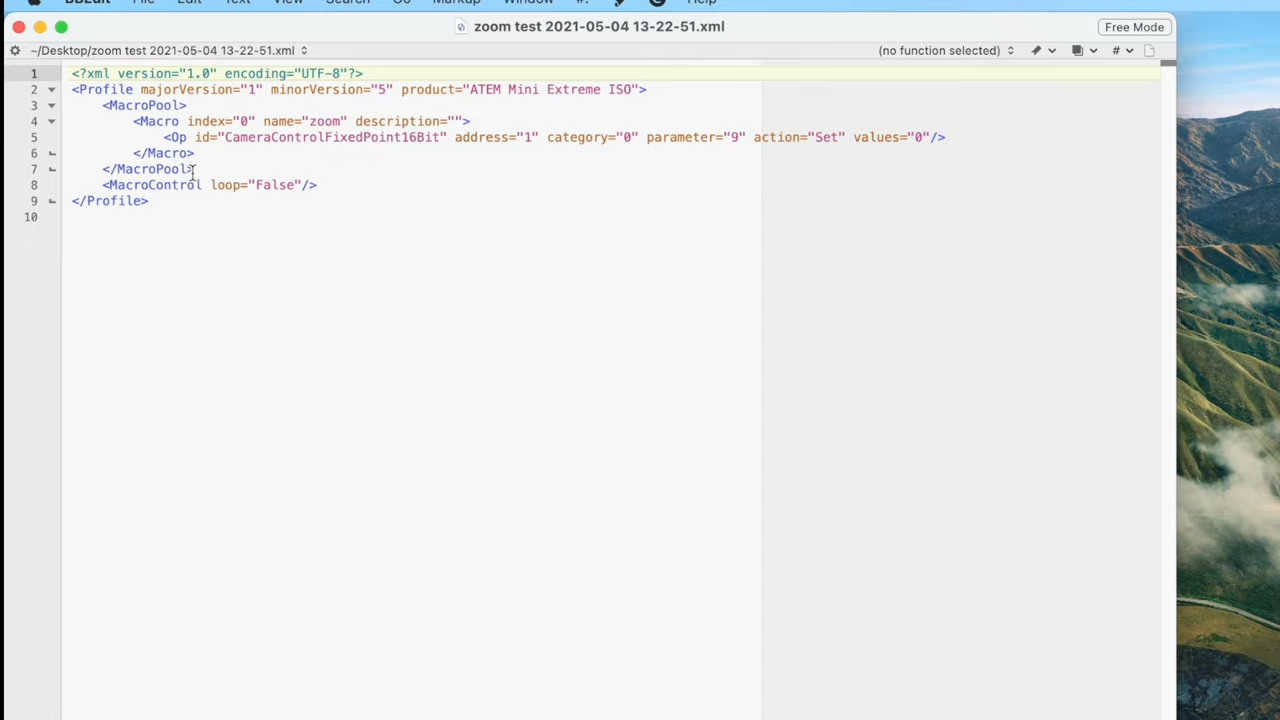 BBEdit File Edit Text View Search Go Markup Window #! Help
zoom test 2021-05-04 13-22-51.xml
Free Mode
~/Desktop/zoom test 2021-05-04 13-22-51.xml
(no function selected)
#
1 <?xml version="1.0" encoding="UTF-8"?>
2 <Profile majorVersion="1" minorVersion="5" product="ATEM Mini Extreme ISO">
3 <MacroPool>
4 <Macro index="0" name="zoom" description="">
5 <Op id="CameraControlFixedPoint16Bit" address="1" category="0" parameter="9" action="Set" values="0"/>
6 </Macro>
7 </MacroPool>
8 <MacroControl loop="False"/>
9 </Profile>
10